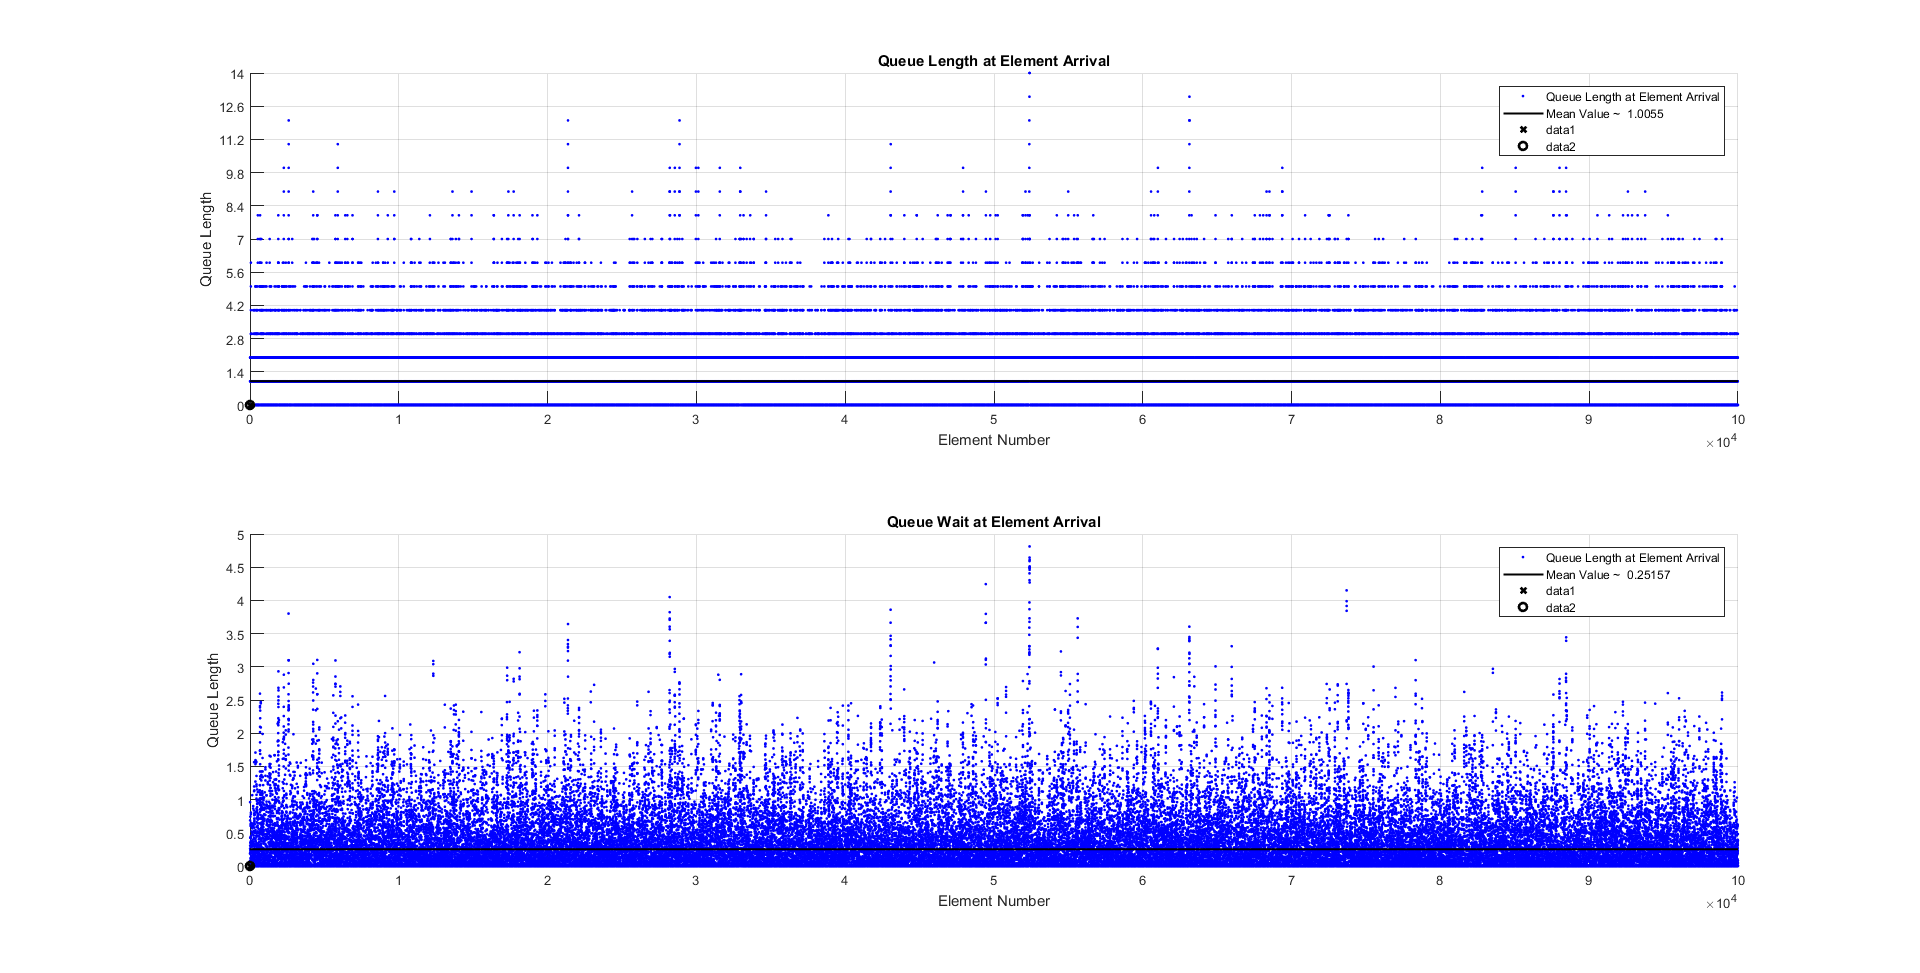 Queue Length at Element Arrival
14
12.6
11.2
9.8
8.4
7
5.6
4.2
2.8
1.4
0
Queue Length
Queue Length at Element Arrival
Mean Value ~ 1.0055
data1
data2
0 1 2 3 4 5 6 7 8 9 10
Element Number
×10^4
Queue Wait at Element Arrival
5
4.5
4
3.5
3
2.5
2
1.5
1
0.5
0
Queue Length
Queue Length at Element Arrival
Mean Value ~ 0.25157
data1
data2
0 1 2 3 4 5 6 7 8 9 10
Element Number
×10^4